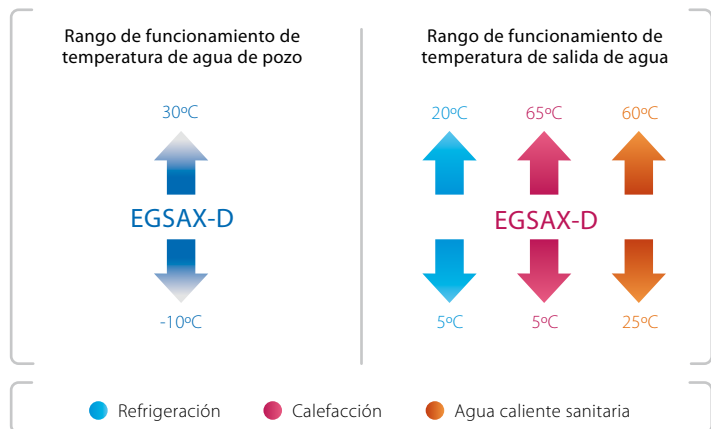 Rango de funcionamiento de
temperatura de agua de pozo
30ºC
EGSAX-D
-10ºC
Rango de funcionamiento de
temperatura de salida de agua
20ºC 65ºC 60ºC
EGSAX-D
5ºC 5ºC 25ºC
Refrigeración Calefacción Agua caliente sanitaria